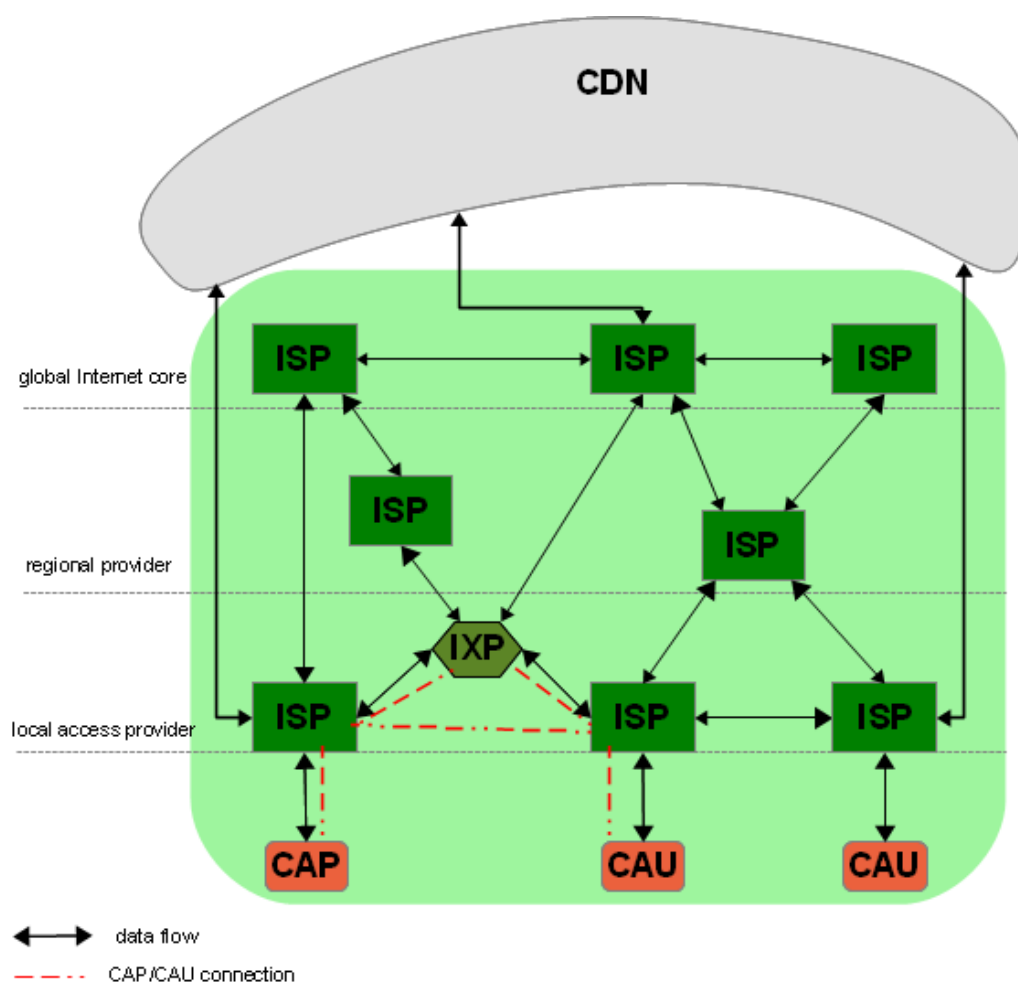 CDN
ISP
ISP
ISP
global Internet core
ISP
ISP
regional provider
IXP
ISP
ISP
ISP
local access provider
CAP
CAU
CAU
data flow
CAP/CAU connection